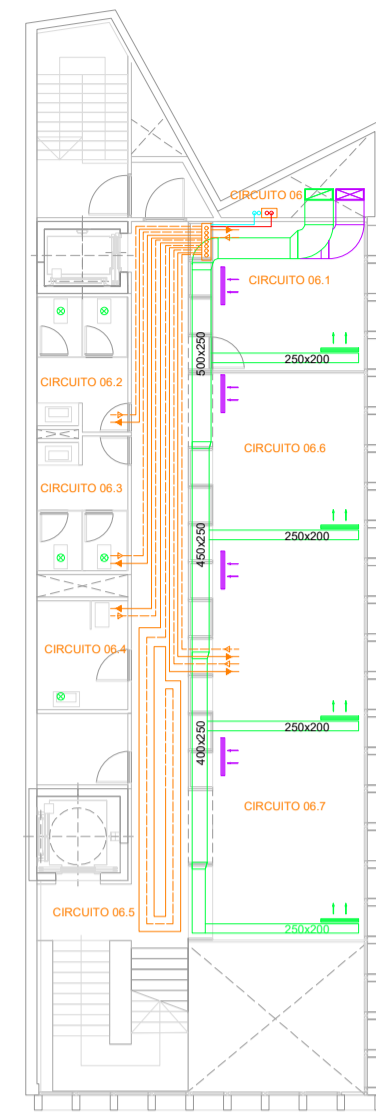 CIRCUITO 06
CIRCUITO 06.1
500x250
250x200
CIRCUITO 06.2
CIRCUITO 06.6
CIRCUITO 06.3
450x250
250x200
CIRCUITO 06.4
400x250
250x200
CIRCUITO 06.7
CIRCUITO 06.5
250x200